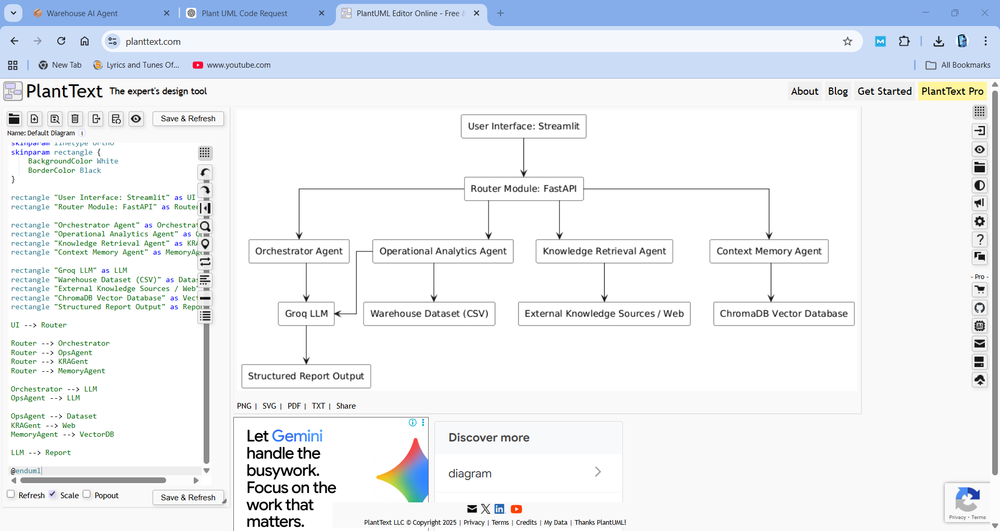 Warehouse AI Agent
Plant UML Code Request
PlantUML Editor Online - Free &
planttext.com
New Tab
Lyrics and Tunes Of...
www.youtube.com
All Bookmarks
PlantText
The expert's design tool
About
Blog
Get Started
PlantText Pro
Save & Refresh
Name: Default Diagram
skinparam linetype ortho
skinparam rectangle {
BackgroundColor White
BorderColor Black
}
rectangle "User Interface: Streamlit" as UI
rectangle "Router Module: FastAPI" as Router
rectangle "Orchestrator Agent" as Orchestrat
rectangle "Operational Analytics Agent" as O
rectangle "Knowledge Retrieval Agent" as KRA
rectangle "Context Memory Agent" as MemoryAg
rectangle "Groq LLM" as LLM
rectangle "Warehouse Dataset (CSV)" as Datas
rectangle "External Knowledge Sources / Web"
rectangle "ChromaDB Vector Database" as Vect
rectangle "Structured Report Output" as Repo
UI --> Router
Router --> Orchestrator
Router --> OpsAgent
Router --> KRAGent
Router --> MemoryAgent
Orchestrator --> LLM
OpsAgent --> LLM
OpsAgent --> Dataset
KRAGent --> Web
MemoryAgent --> VectorDB
LLM --> Report
@enduml
Refresh
Scale
Popout
Save & Refresh
User Interface: Streamlit
Router Module: FastAPI
Orchestrator Agent
Operational Analytics Agent
Knowledge Retrieval Agent
Context Memory Agent
Groq LLM
Warehouse Dataset (CSV)
External Knowledge Sources / Web
ChromaDB Vector Database
Structured Report Output
PNG | SVG | PDF | TXT | Share
- Pro -
AI
Let Gemini
handle the
busywork.
Focus on the
work that
matters.
Discover more
diagram
PlantText LLC © Copyright 2025 | Privacy | Terms | Credits | My Data | Thanks PlantUML!
Privacy - Terms